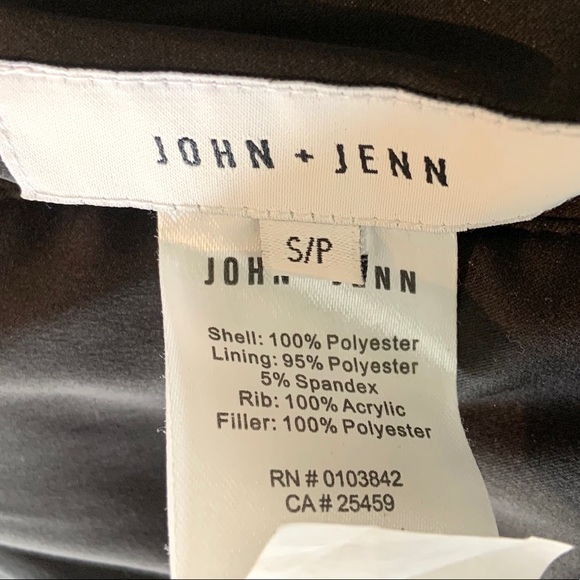 JOHN + JENN
S/P
JOHN NN
Shell: 100% Polyester
Lining: 95% Polyester
5% Spandex
Rib: 100% Acrylic
Filler: 100% Polyester
RN # 0103842
CA # 25459